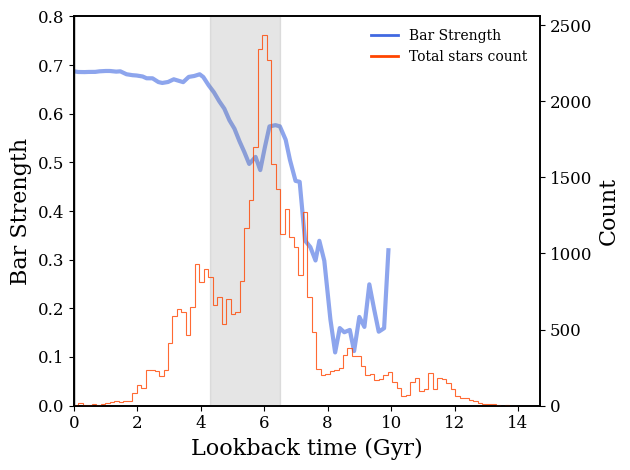 Bar Strength
Total stars count
0.8
0.7
0.6
0.5
0.4
0.3
0.2
0.1
0.0
Bar Strength
2500
2000
1500
1000
500
0
Count
0 2 4 6 8 10 12 14
Lookback time (Gyr)